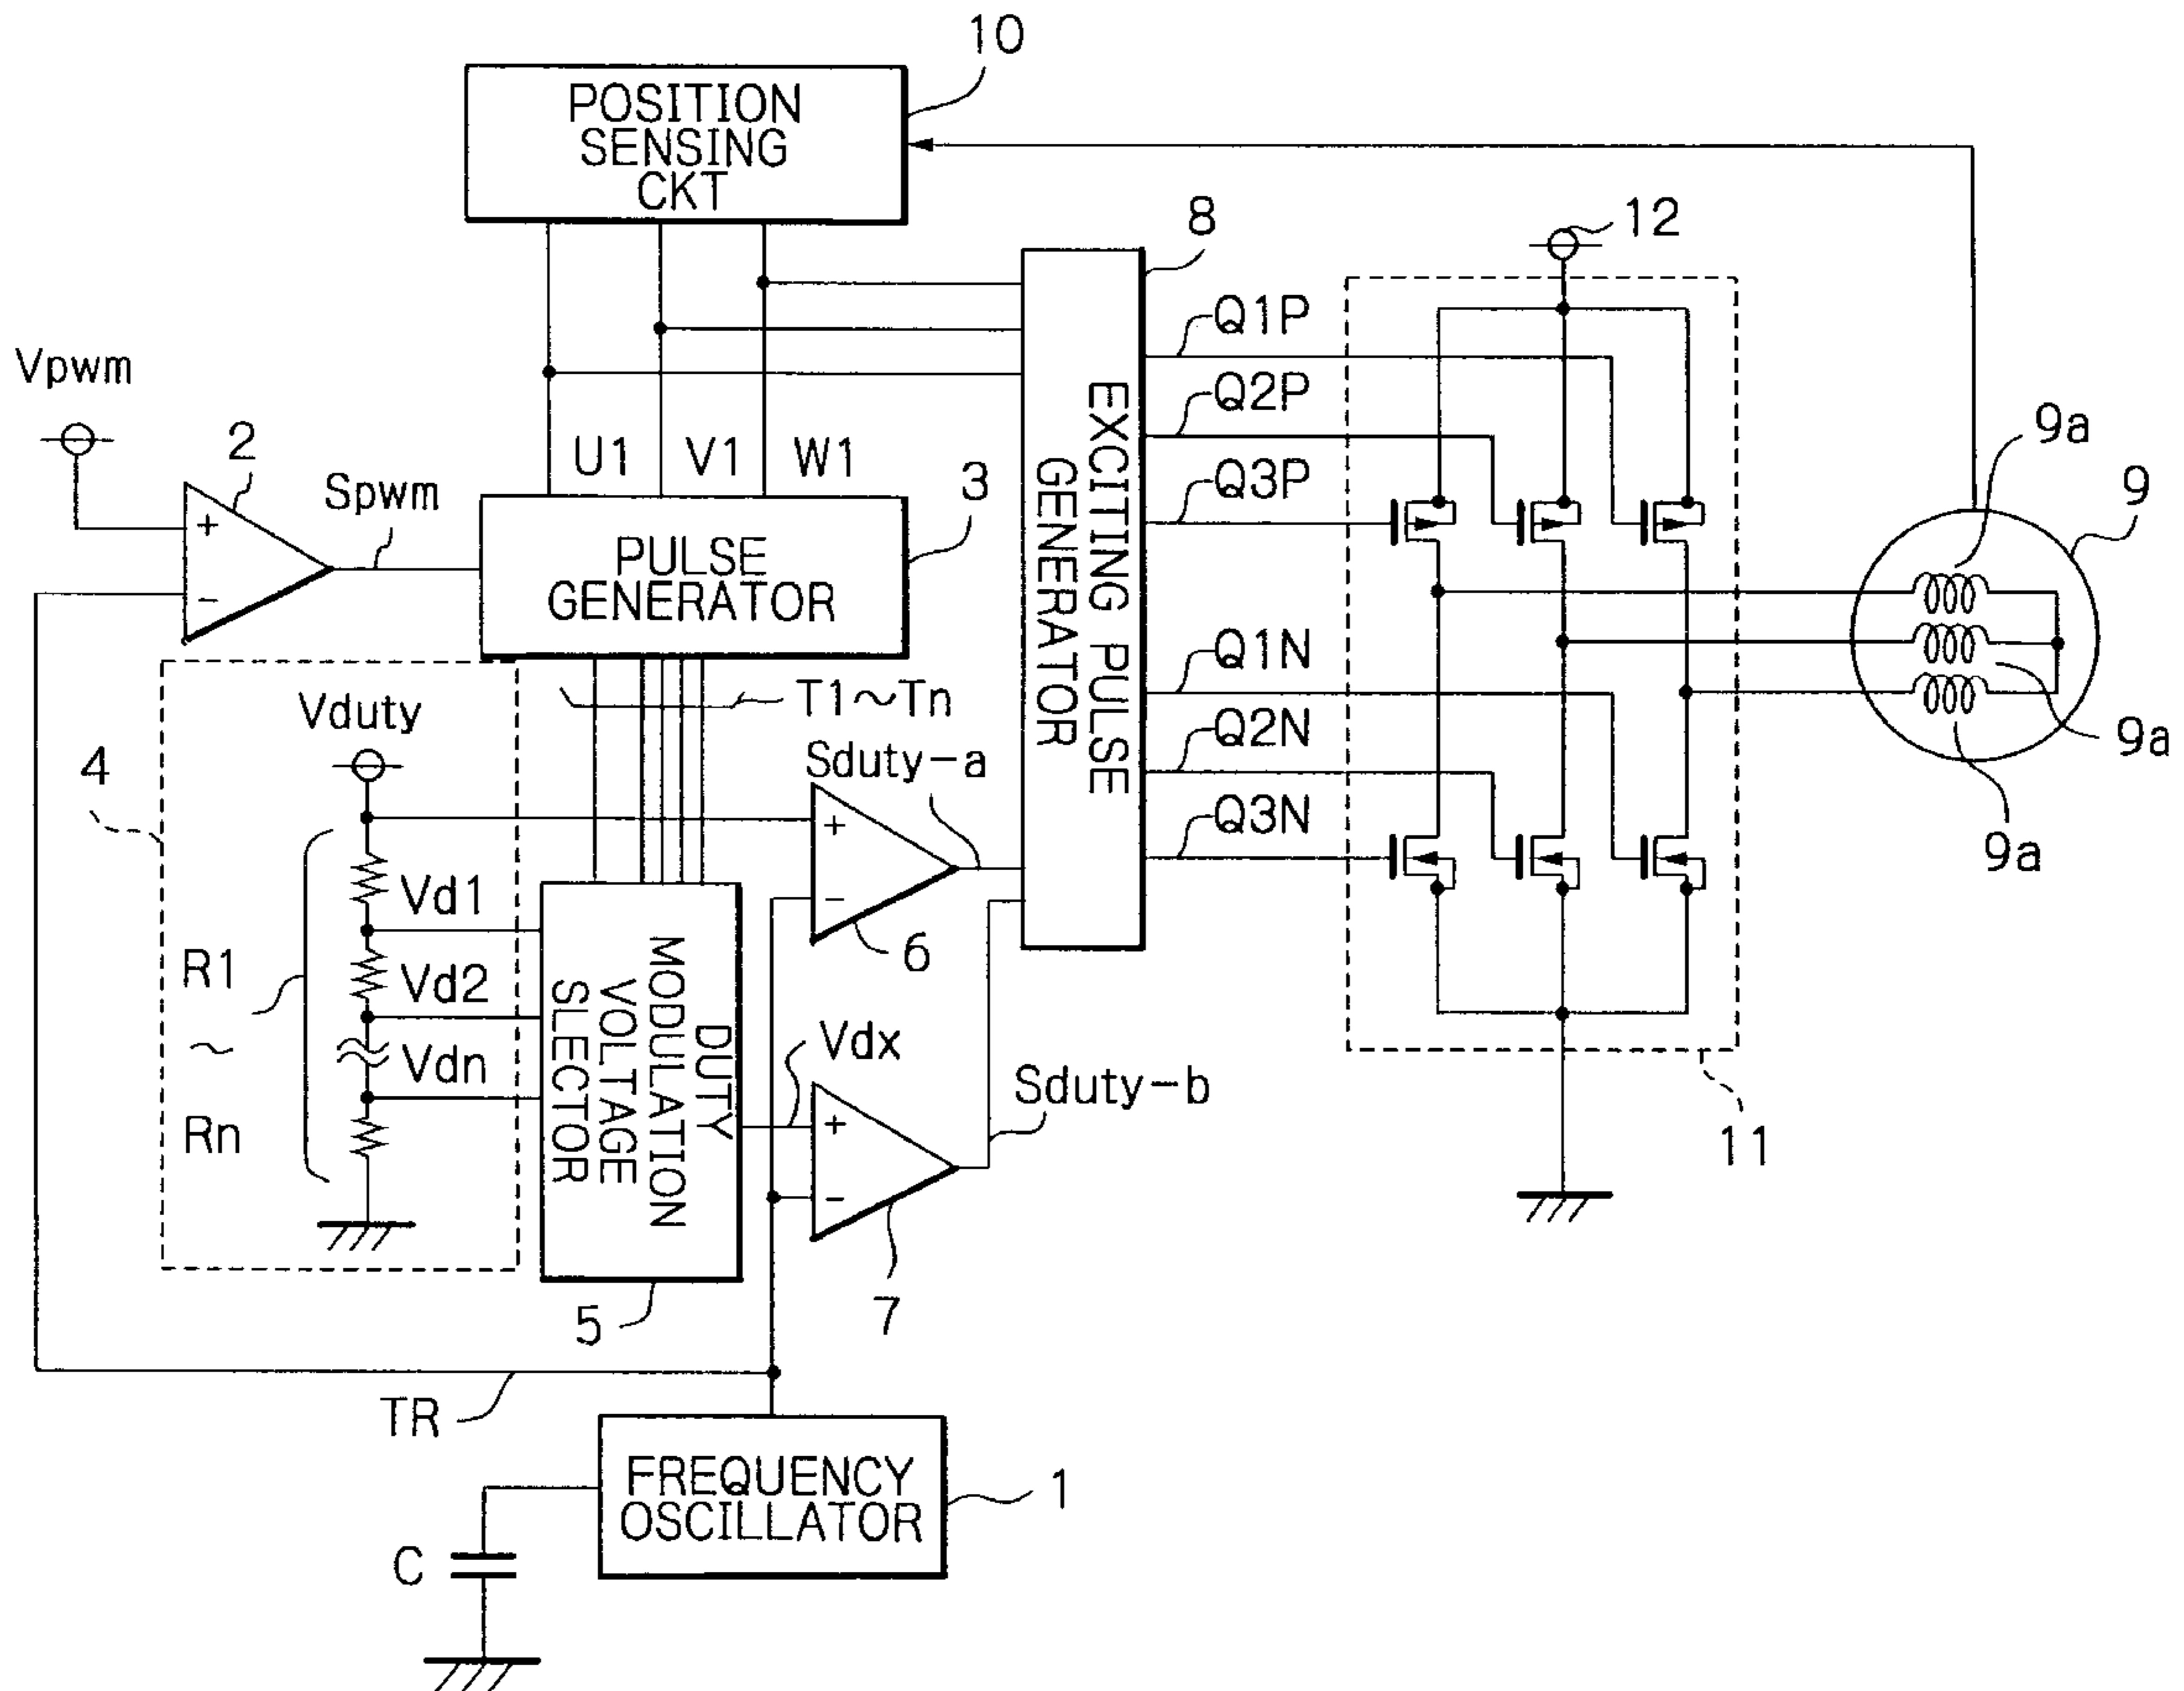 10
POSITION
SENSING
CKT
8
12
Q1P
Vpwm
Q2P
2
U1
V1
W1
3
9a
9
Spwm
Q3P
+
-
PULSE
GENERATOR
EXCITING PULSE
GENERATOR
Q1N
T1~Tn
Vduty
Q2N
9a
4
Sduty-a
Q3N
9a
+
-
Vd1
6
R1
~
Rn
Vd2
Vdn
DUTY
MODULATION
VOLTAGE
SLECTOR
Vdx
Sduty-b
+
-
11
5
7
TR
FREQUENCY
OSCILLATOR
1
C